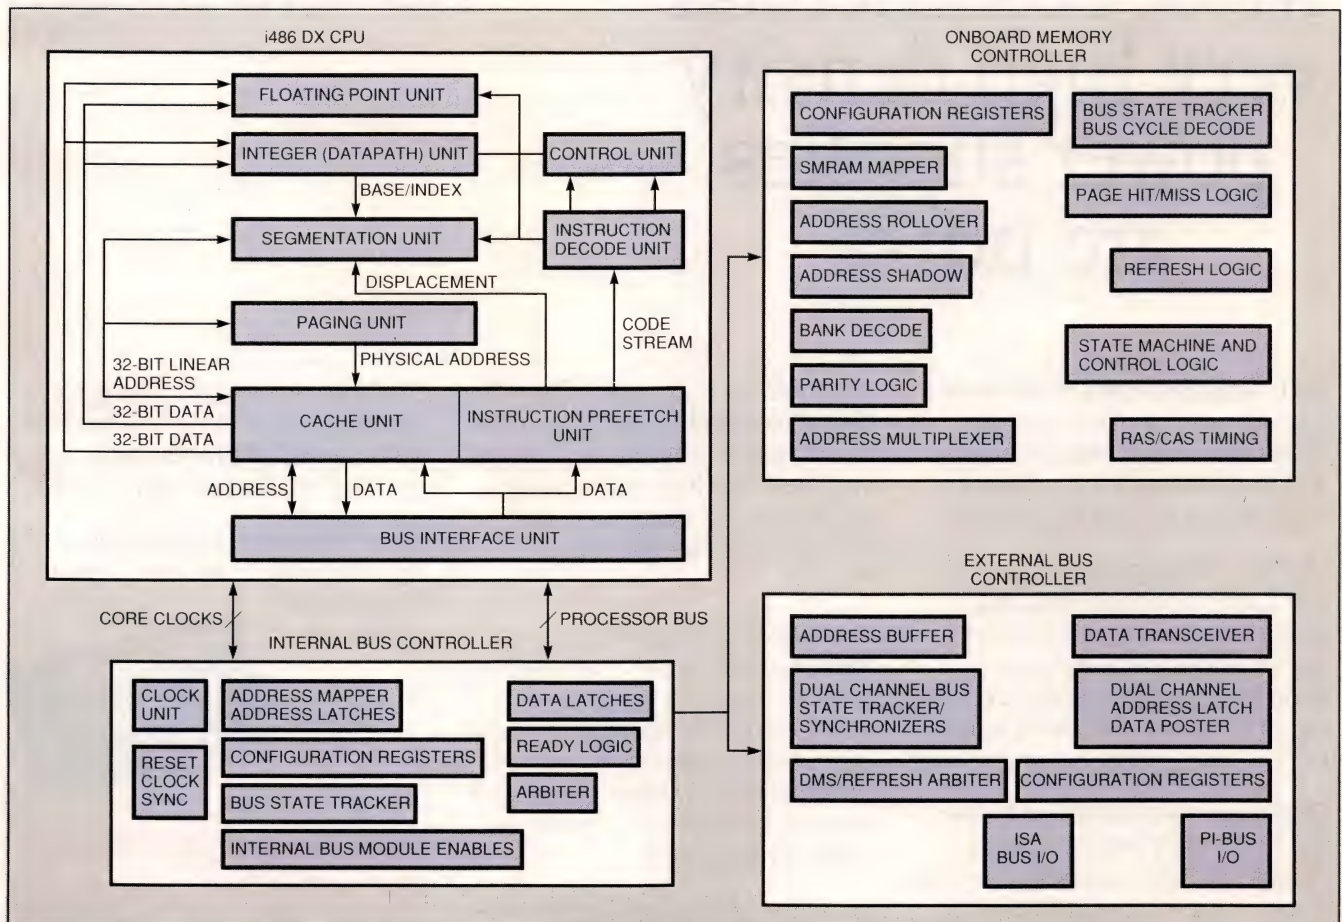 i486 DX CPU
FLOATING POINT UNIT
INTEGER (DATAPATH) UNIT
CONTROL UNIT
BASE/INDEX
SEGMENTATION UNIT
INSTRUCTION
DECODE UNIT
DISPLACEMENT
PAGING UNIT
CODE
STREAM
PHYSICAL ADDRESS
32-BIT LINEAR
ADDRESS
32-BIT DATA
32-BIT DATA
CACHE UNIT
INSTRUCTION PREFETCH
UNIT
ADDRESS
DATA
DATA
BUS INTERFACE UNIT
CORE CLOCKS
PROCESSOR BUS
INTERNAL BUS CONTROLLER
CLOCK
UNIT
RESET
CLOCK
SYNC
ADDRESS MAPPER
ADDRESS LATCHES
CONFIGURATION REGISTERS
BUS STATE TRACKER
INTERNAL BUS MODULE ENABLES
DATA LATCHES
READY LOGIC
ARBITER
ONBOARD MEMORY
CONTROLLER
CONFIGURATION REGISTERS
SMRAM MAPPER
ADDRESS ROLLOVER
ADDRESS SHADOW
BANK DECODE
PARITY LOGIC
ADDRESS MULTIPLEXER
BUS STATE TRACKER
BUS CYCLE DECODE
PAGE HIT/MISS LOGIC
REFRESH LOGIC
STATE MACHINE AND
CONTROL LOGIC
RAS/CAS TIMING
EXTERNAL BUS
CONTROLLER
ADDRESS BUFFER
DATA TRANSCEIVER
DUAL CHANNEL BUS
STATE TRACKER/
SYNCHRONIZERS
DUAL CHANNEL
ADDRESS LATCH
DATA POSTER
DMS/REFRESH ARBITER
CONFIGURATION REGISTERS
ISA
BUS I/O
PI-BUS
I/O